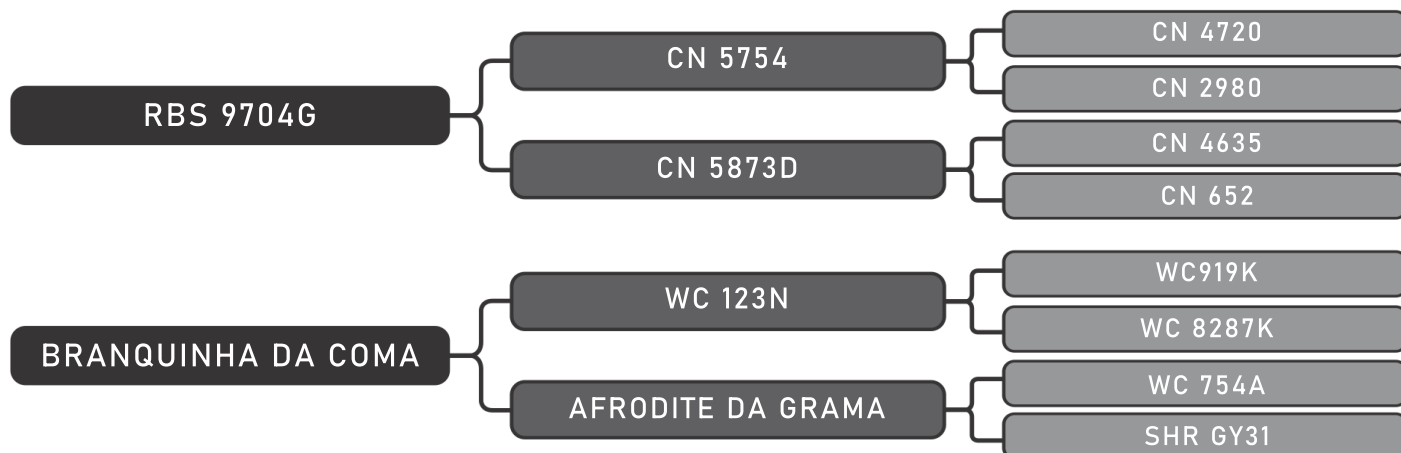 CN 4720
CN 5754
CN 2980
RBS 9704G
CN 4635
CN 5873D
CN 652
WC919K
WC 123N
WC 8287K
BRANQUINHA DA COMA
WC 754A
AFRODITE DA GRAMA
SHR GY31